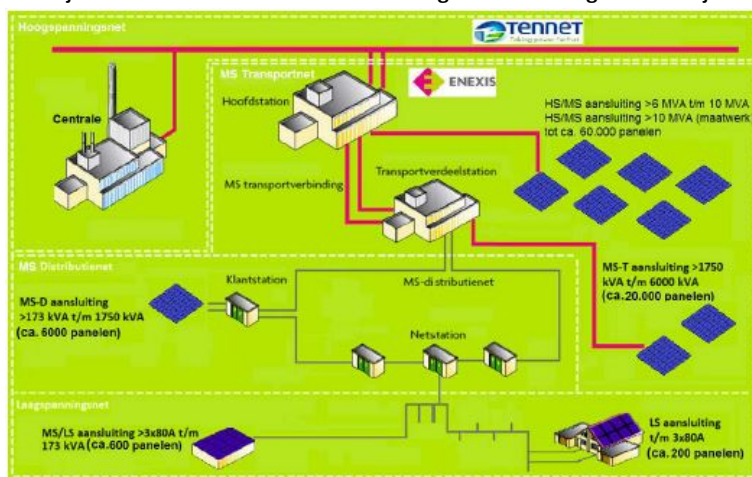 Hoogspanningsnet
TENNET
MS Transportnet
ENEXIS
Hoofdstation
Centrale
HS/MS aansluiting >6 MVA t/m 10 MVA
HS/MS aansluiting >10 MVA (maatwerk
tot ca. 60.000 panelen
Transportverdeelstation
MS transportverbinding
MS Distributienet
Klantstation
MS-distributienet
MS-T aansluiting >1750
kVA t/m 6000 kVA
(ca.20.000 panelen)
MS-D aansluiting
>173 kVA t/m 1750 kVA
(ca. 6000 panelen)
Netstation
Laagspanningsnet
MS/LS aansluiting >3x80A t/m
173 kVA (ca.600 panelen)
LS aansluiting
t/m 3x80A
(ca. 200 panelen)